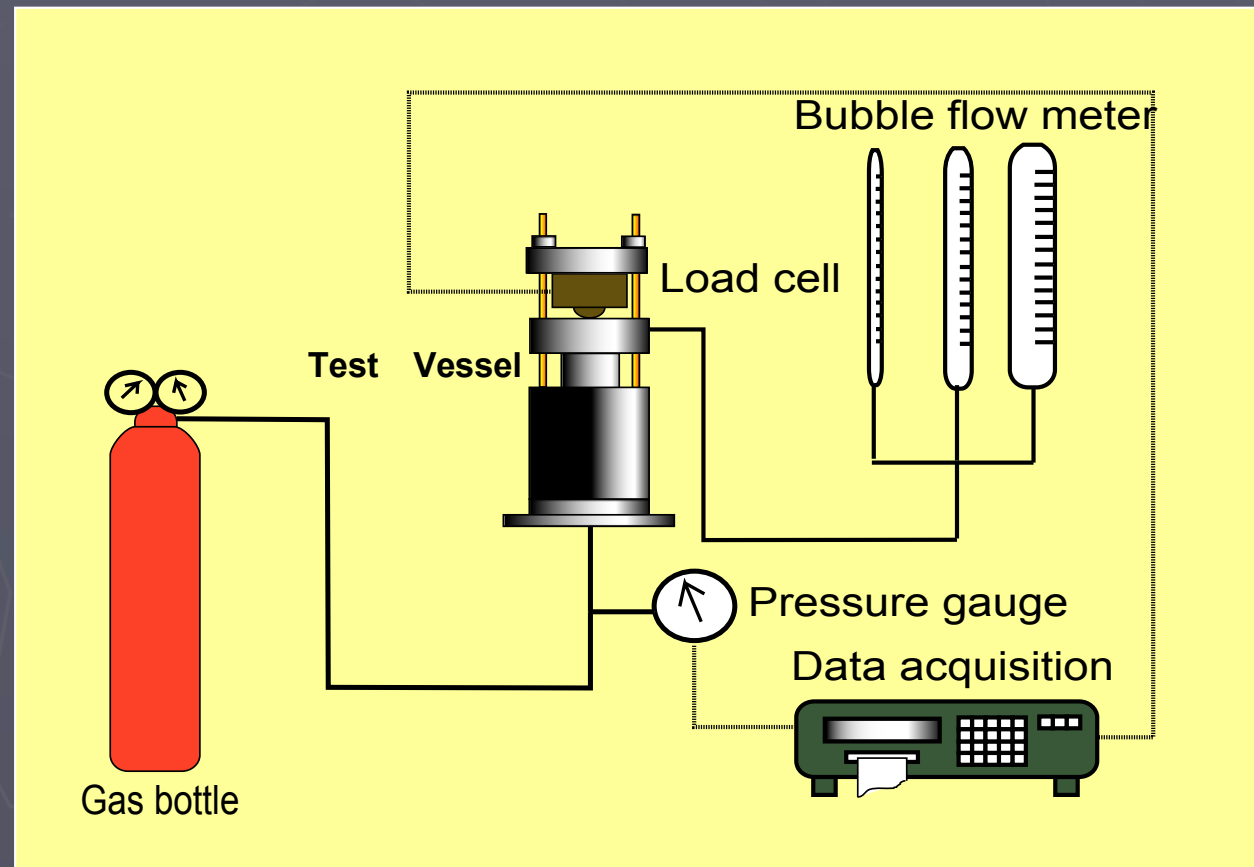 Bubble flow meter
Load cell
Test Vessel
Pressure gauge
Data acquisition
Gas bottle